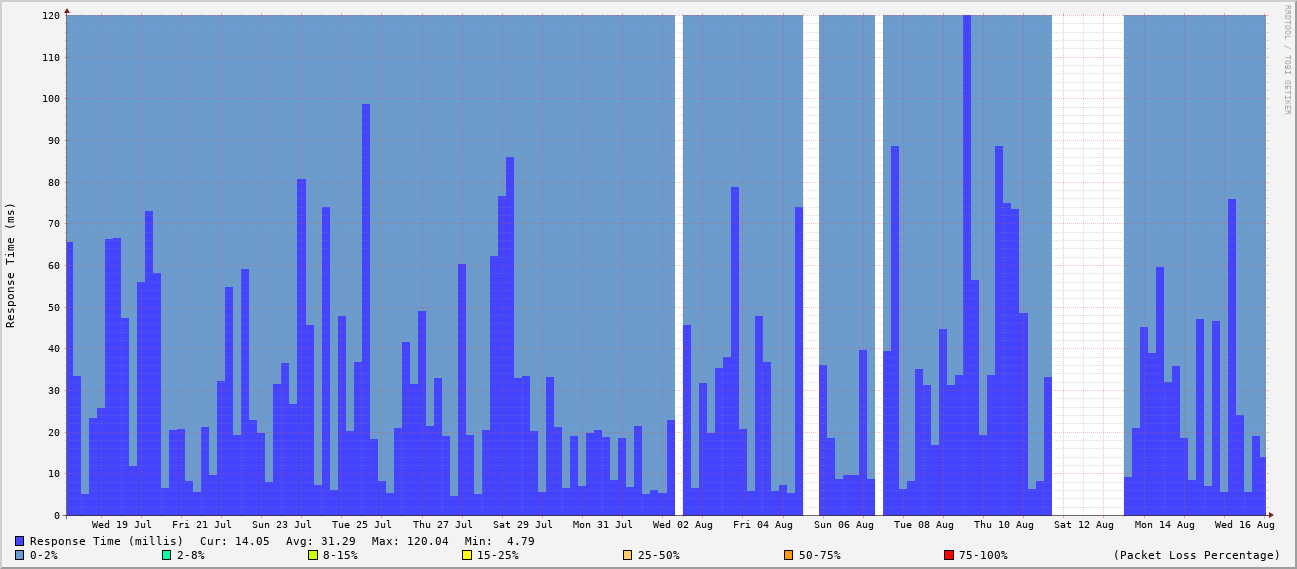 RRDTOOL / TOBI OETIKER
Response Time (ms)
120
110
100
90
80
70
60
50
40
30
20
10
0
Wed 19 Jul Fri 21 Jul Sun 23 Jul Tue 25 Jul Thu 27 Jul Sat 29 Jul Mon 31 Jul Wed 02 Aug Fri 04 Aug Sun 06 Aug Tue 08 Aug Thu 10 Aug Sat 12 Aug Mon 14 Aug Wed 16 Aug
Response Time (millis) Cur: 14.05 Avg: 31.29 Max: 120.04 Min: 4.79
0-2% 2-8% 8-15% 15-25% 25-50% 50-75% 75-100% (Packet Loss Percentage)